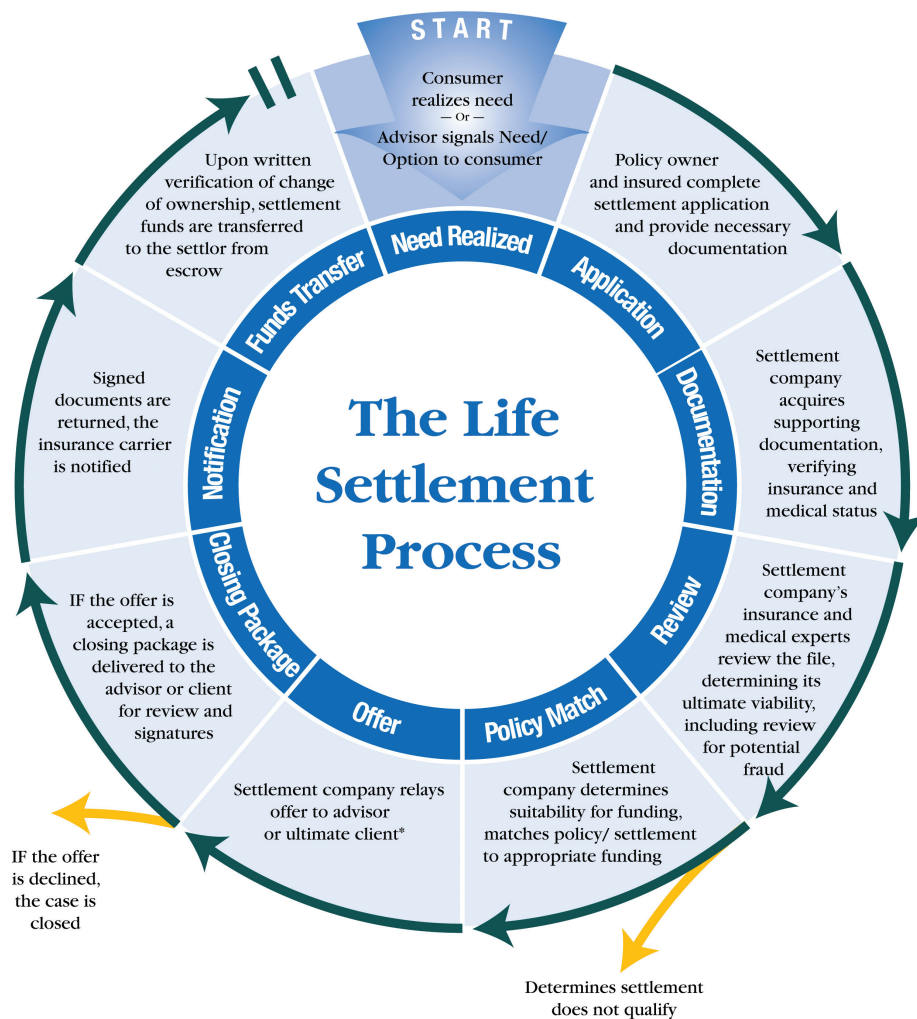 START
Consumer
realizes need
— Or —
Advisor signals Need/
Option to consumer
Need Realized
Policy owner
and insured complete
settlement application
and provide necessary
documentation
Application
Settlement
company
acquires
supporting
documentation,
verifying
insurance and
medical status
Documentation
Settlement
company's
insurance and
medical experts
review the file,
determining its
ultimate viability,
including review
for potential
fraud
Review
Settlement
company determines
suitability for funding,
matches policy/ settlement
to appropriate funding
Policy Match
Determines settlement
does not qualify
Settlement company relays
offer to advisor
or ultimate client*
Offer
IF the offer
is declined,
the case is
closed
IF the offer is
accepted, a
closing package is
delivered to the
advisor or client
for review and
signatures
Closing Package
Signed
documents are
returned, the
insurance carrier
is notified
Notification
Upon written
verification of change
of ownership, settlement
funds are transferred
to the settlor from
escrow
Funds Transfer
The Life
Settlement
Process